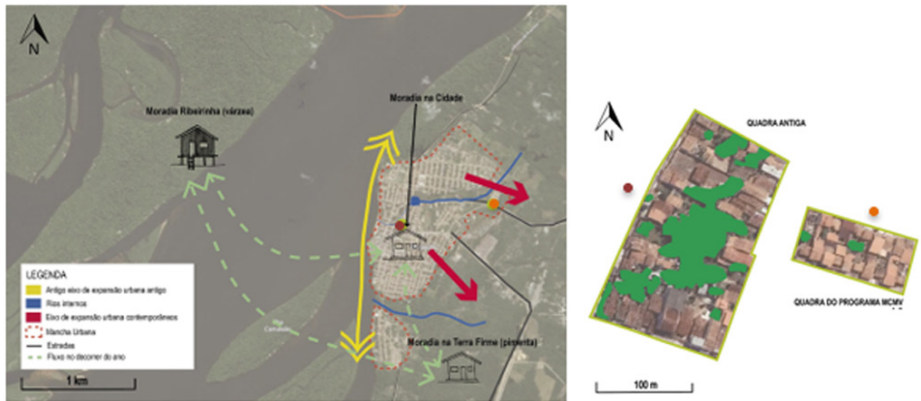 N
Moradia Ribeirinha (várzea)
Moradia na Cidade
LEGENDA
Antigo eixo de expansão urbana antigo
Rios internos
Eixo de expansão urbana contemporâneos
Mancha Urbana
Estradas
Fluxo no decorrer do ano
1 km
Moradia na Terra Firme (pimenta)
N
QUADRA ANTIGA
QUADRA DO PROGRAMA MCMV
100 m